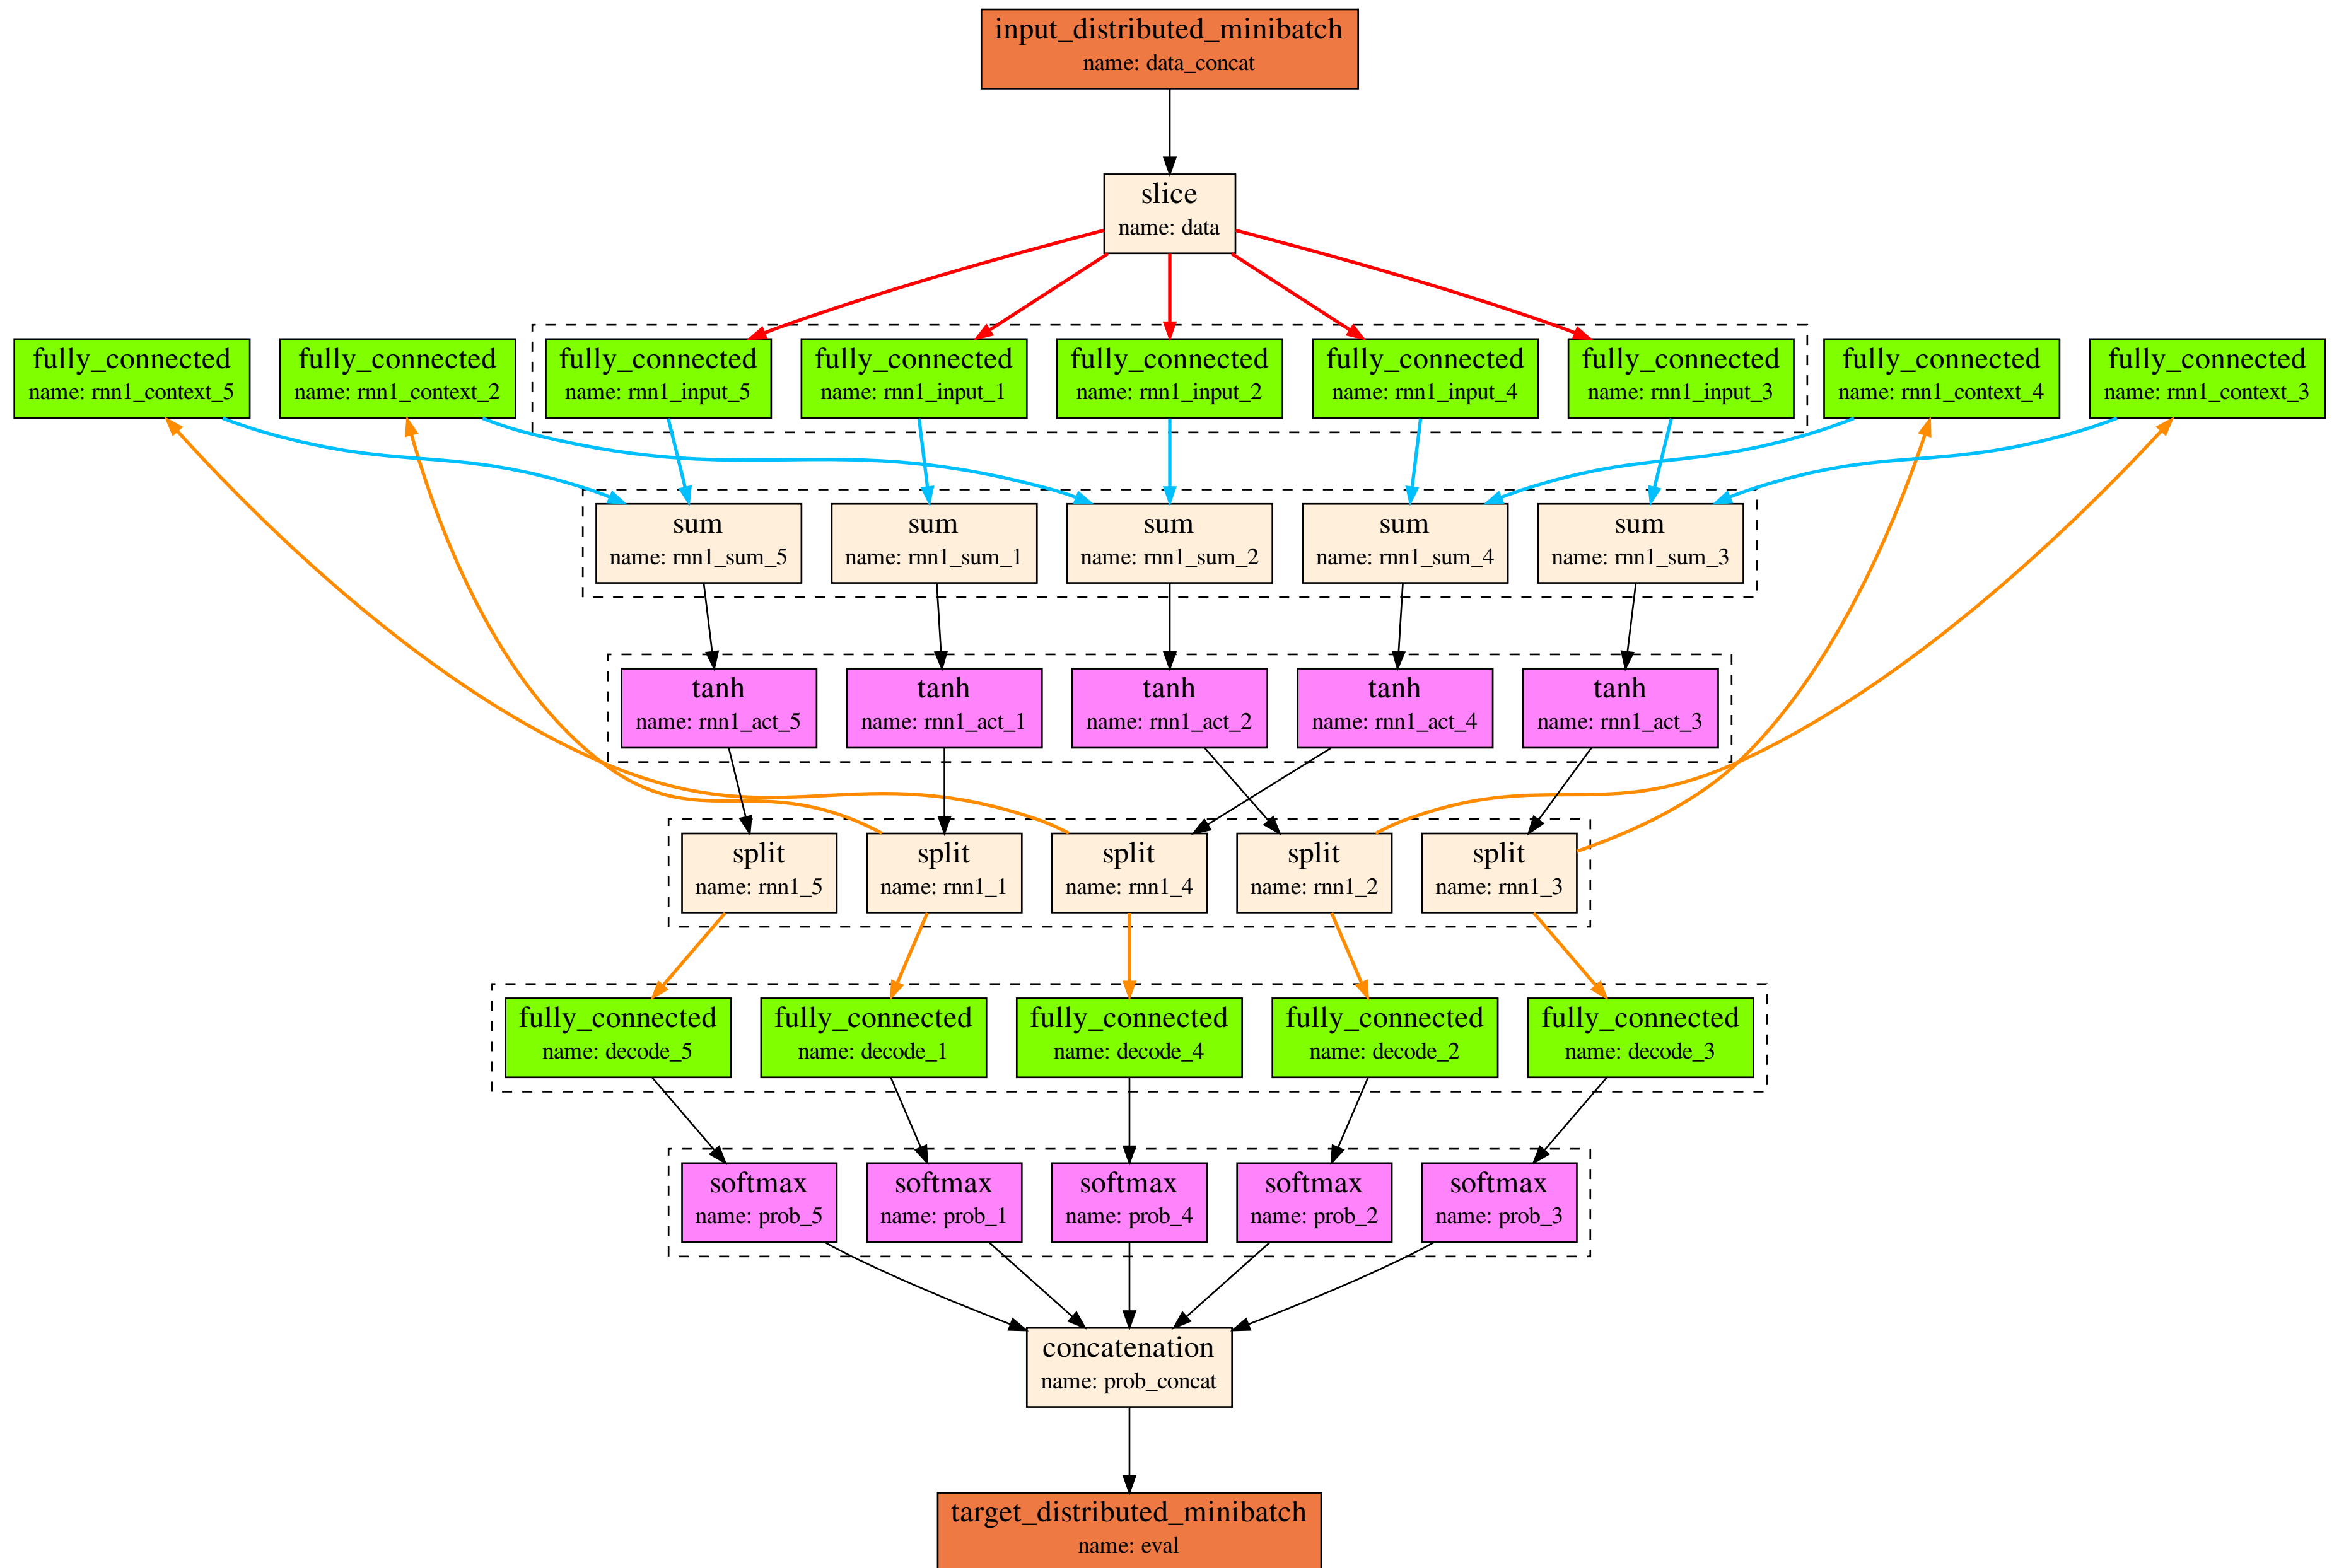 input_distributed_minibatch
name: data_concat
slice
name: data
fully_connected
name: rnn1_context_5
fully_connected
name: rnn1_context_2
fully_connected
name: rnn1_input_5
fully_connected
name: rnn1_input_1
fully_connected
name: rnn1_input_2
fully_connected
name: rnn1_input_4
fully_connected
name: rnn1_input_3
fully_connected
name: rnn1_context_4
fully_connected
name: rnn1_context_3
sum
name: rnn1_sum_5
sum
name: rnn1_sum_1
sum
name: rnn1_sum_2
sum
name: rnn1_sum_4
sum
name: rnn1_sum_3
tanh
name: rnn1_act_5
tanh
name: rnn1_act_1
tanh
name: rnn1_act_2
tanh
name: rnn1_act_4
tanh
name: rnn1_act_3
split
name: rnn1_5
split
name: rnn1_1
split
name: rnn1_4
split
name: rnn1_2
split
name: rnn1_3
fully_connected
name: decode_5
fully_connected
name: decode_1
fully_connected
name: decode_4
fully_connected
name: decode_2
fully_connected
name: decode_3
softmax
name: prob_5
softmax
name: prob_1
softmax
name: prob_4
softmax
name: prob_2
softmax
name: prob_3
concatenation
name: prob_concat
target_distributed_minibatch
name: eval